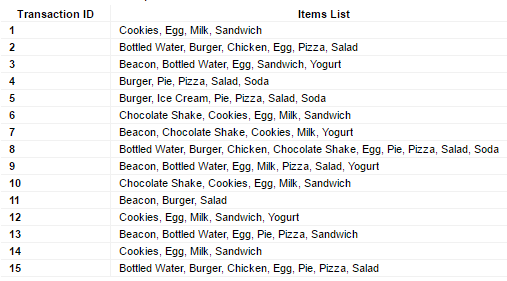 Transaction ID Items List
1 Cookies, Egg, Milk, Sandwich
2 Bottled Water, Burger, Chicken, Egg, Pizza, Salad
3 Beacon, Bottled Water, Egg, Sandwich, Yogurt
4 Burger, Pie, Pizza, Salad, Soda
5 Burger, Ice Cream, Pie, Pizza, Salad, Soda
6 Chocolate Shake, Cookies, Egg, Milk, Sandwich
7 Beacon, Chocolate Shake, Cookies, Milk, Yogurt
8 Bottled Water, Burger, Chicken, Chocolate Shake, Egg, Pie, Pizza, Salad, Soda
9 Beacon, Bottled Water, Egg, Milk, Pizza, Salad, Yogurt
10 Chocolate Shake, Cookies, Egg, Milk, Sandwich
11 Beacon, Burger, Salad
12 Cookies, Egg, Milk, Sandwich, Yogurt
13 Beacon, Bottled Water, Egg, Pie, Pizza, Sandwich
14 Cookies, Egg, Milk, Sandwich
15 Bottled Water, Burger, Chicken, Egg, Pie, Pizza, Salad